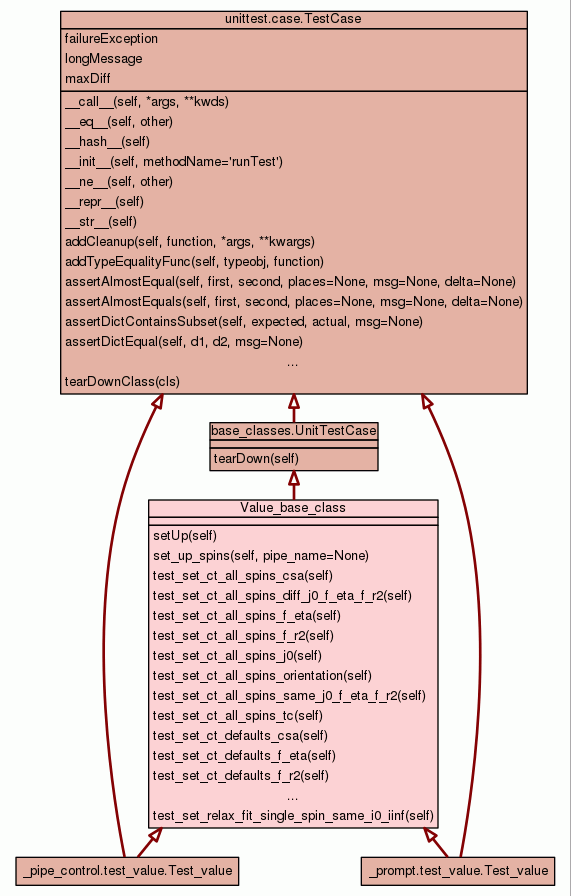 unittest.case.TestCase
failureException
longMessage
maxDiff
__call__(self, *args, **kwds)
__eq__(self, other)
__hash__(self)
__init__(self, methodName='runTest')
__ne__(self, other)
__repr__(self)
__str__(self)
addCleanup(self, function, *args, **kwargs)
addTypeEqualityFunc(self, typeobj, function)
assertAlmostEqual(self, first, second, places=None, msg=None, delta=None)
assertAlmostEquals(self, first, second, places=None, msg=None, delta=None)
assertDictContainsSubset(self, expected, actual, msg=None)
assertDictEqual(self, d1, d2, msg=None)
...
tearDownClass(cls)
base_classes.UnitTestCase
tearDown(self)
Value_base_class
setUp(self)
set_up_spins(self, pipe_name=None)
test_set_ct_all_spins_csa(self)
test_set_ct_all_spins_diff_j0_f_eta_f_r2(self)
test_set_ct_all_spins_f_eta(self)
test_set_ct_all_spins_f_r2(self)
test_set_ct_all_spins_j0(self)
test_set_ct_all_spins_orientation(self)
test_set_ct_all_spins_same_j0_f_eta_f_r2(self)
test_set_ct_all_spins_tc(self)
test_set_ct_defaults_csa(self)
test_set_ct_defaults_f_eta(self)
test_set_ct_defaults_f_r2(self)
...
test_set_relax_fit_single_spin_same_i0_iinf(self)
_pipe_control.test_value.Test_value
_prompt.test_value.Test_value